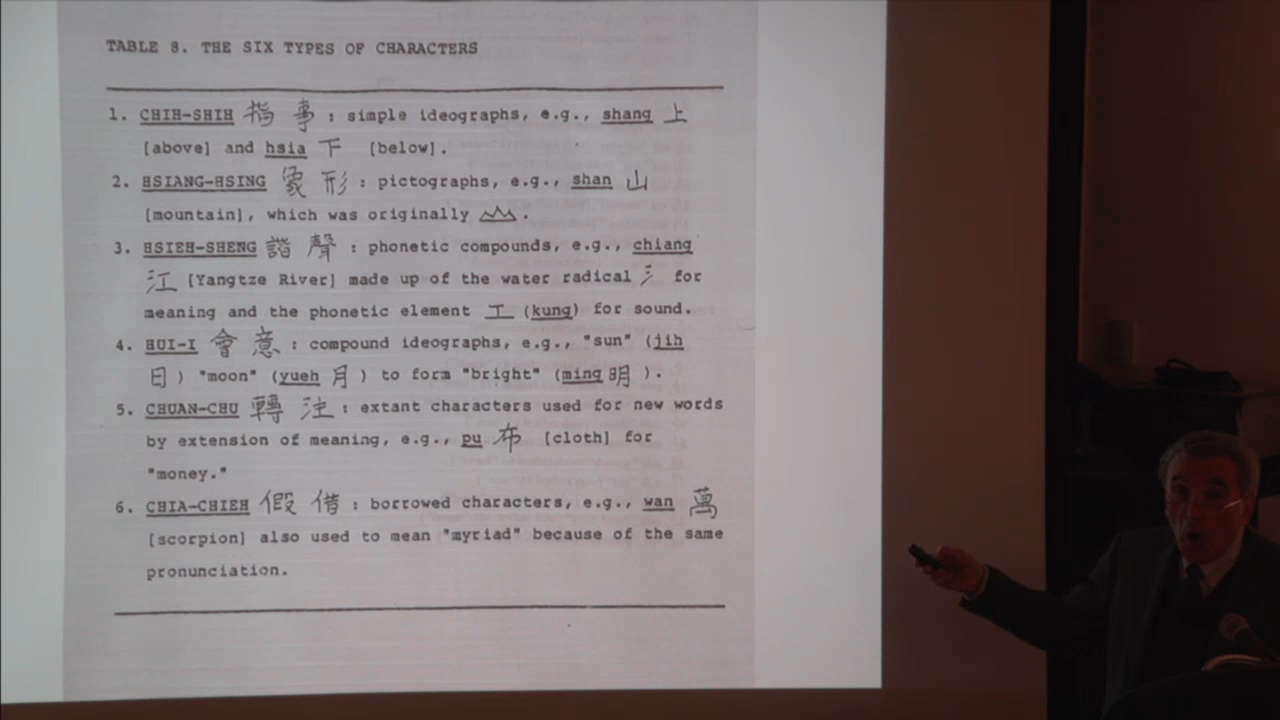 TABLE 8. THE SIX TYPES OF CHARACTERS
1. CHIH-SHIH 指事 : simple ideographs, e.g., shang 上
[above] and hsia 下 [below].
2. HSIANG-HSING 象形 : pictographs, e.g., shan 山
[mountain], which was originally .
3. HSIEH-SHENG 諧聲 : phonetic compounds, e.g., chiang
江 [Yangtze River] made up of the water radical 氵 for
meaning and the phonetic element 工 (kung) for sound.
4. HUI-I 會意 : compound ideographs, e.g., "sun" (jih
日 ) "moon" (yueh 月 ) to form "bright" (ming 明 ).
5. CHUAN-CHU 轉注 : extant characters used for new words
by extension of meaning, e.g., pu 布 [cloth] for
"money."
6. CHIA-CHIEH 假借 : borrowed characters, e.g., wan 萬
[scorpion] also used to mean "myriad" because of the same
pronunciation.